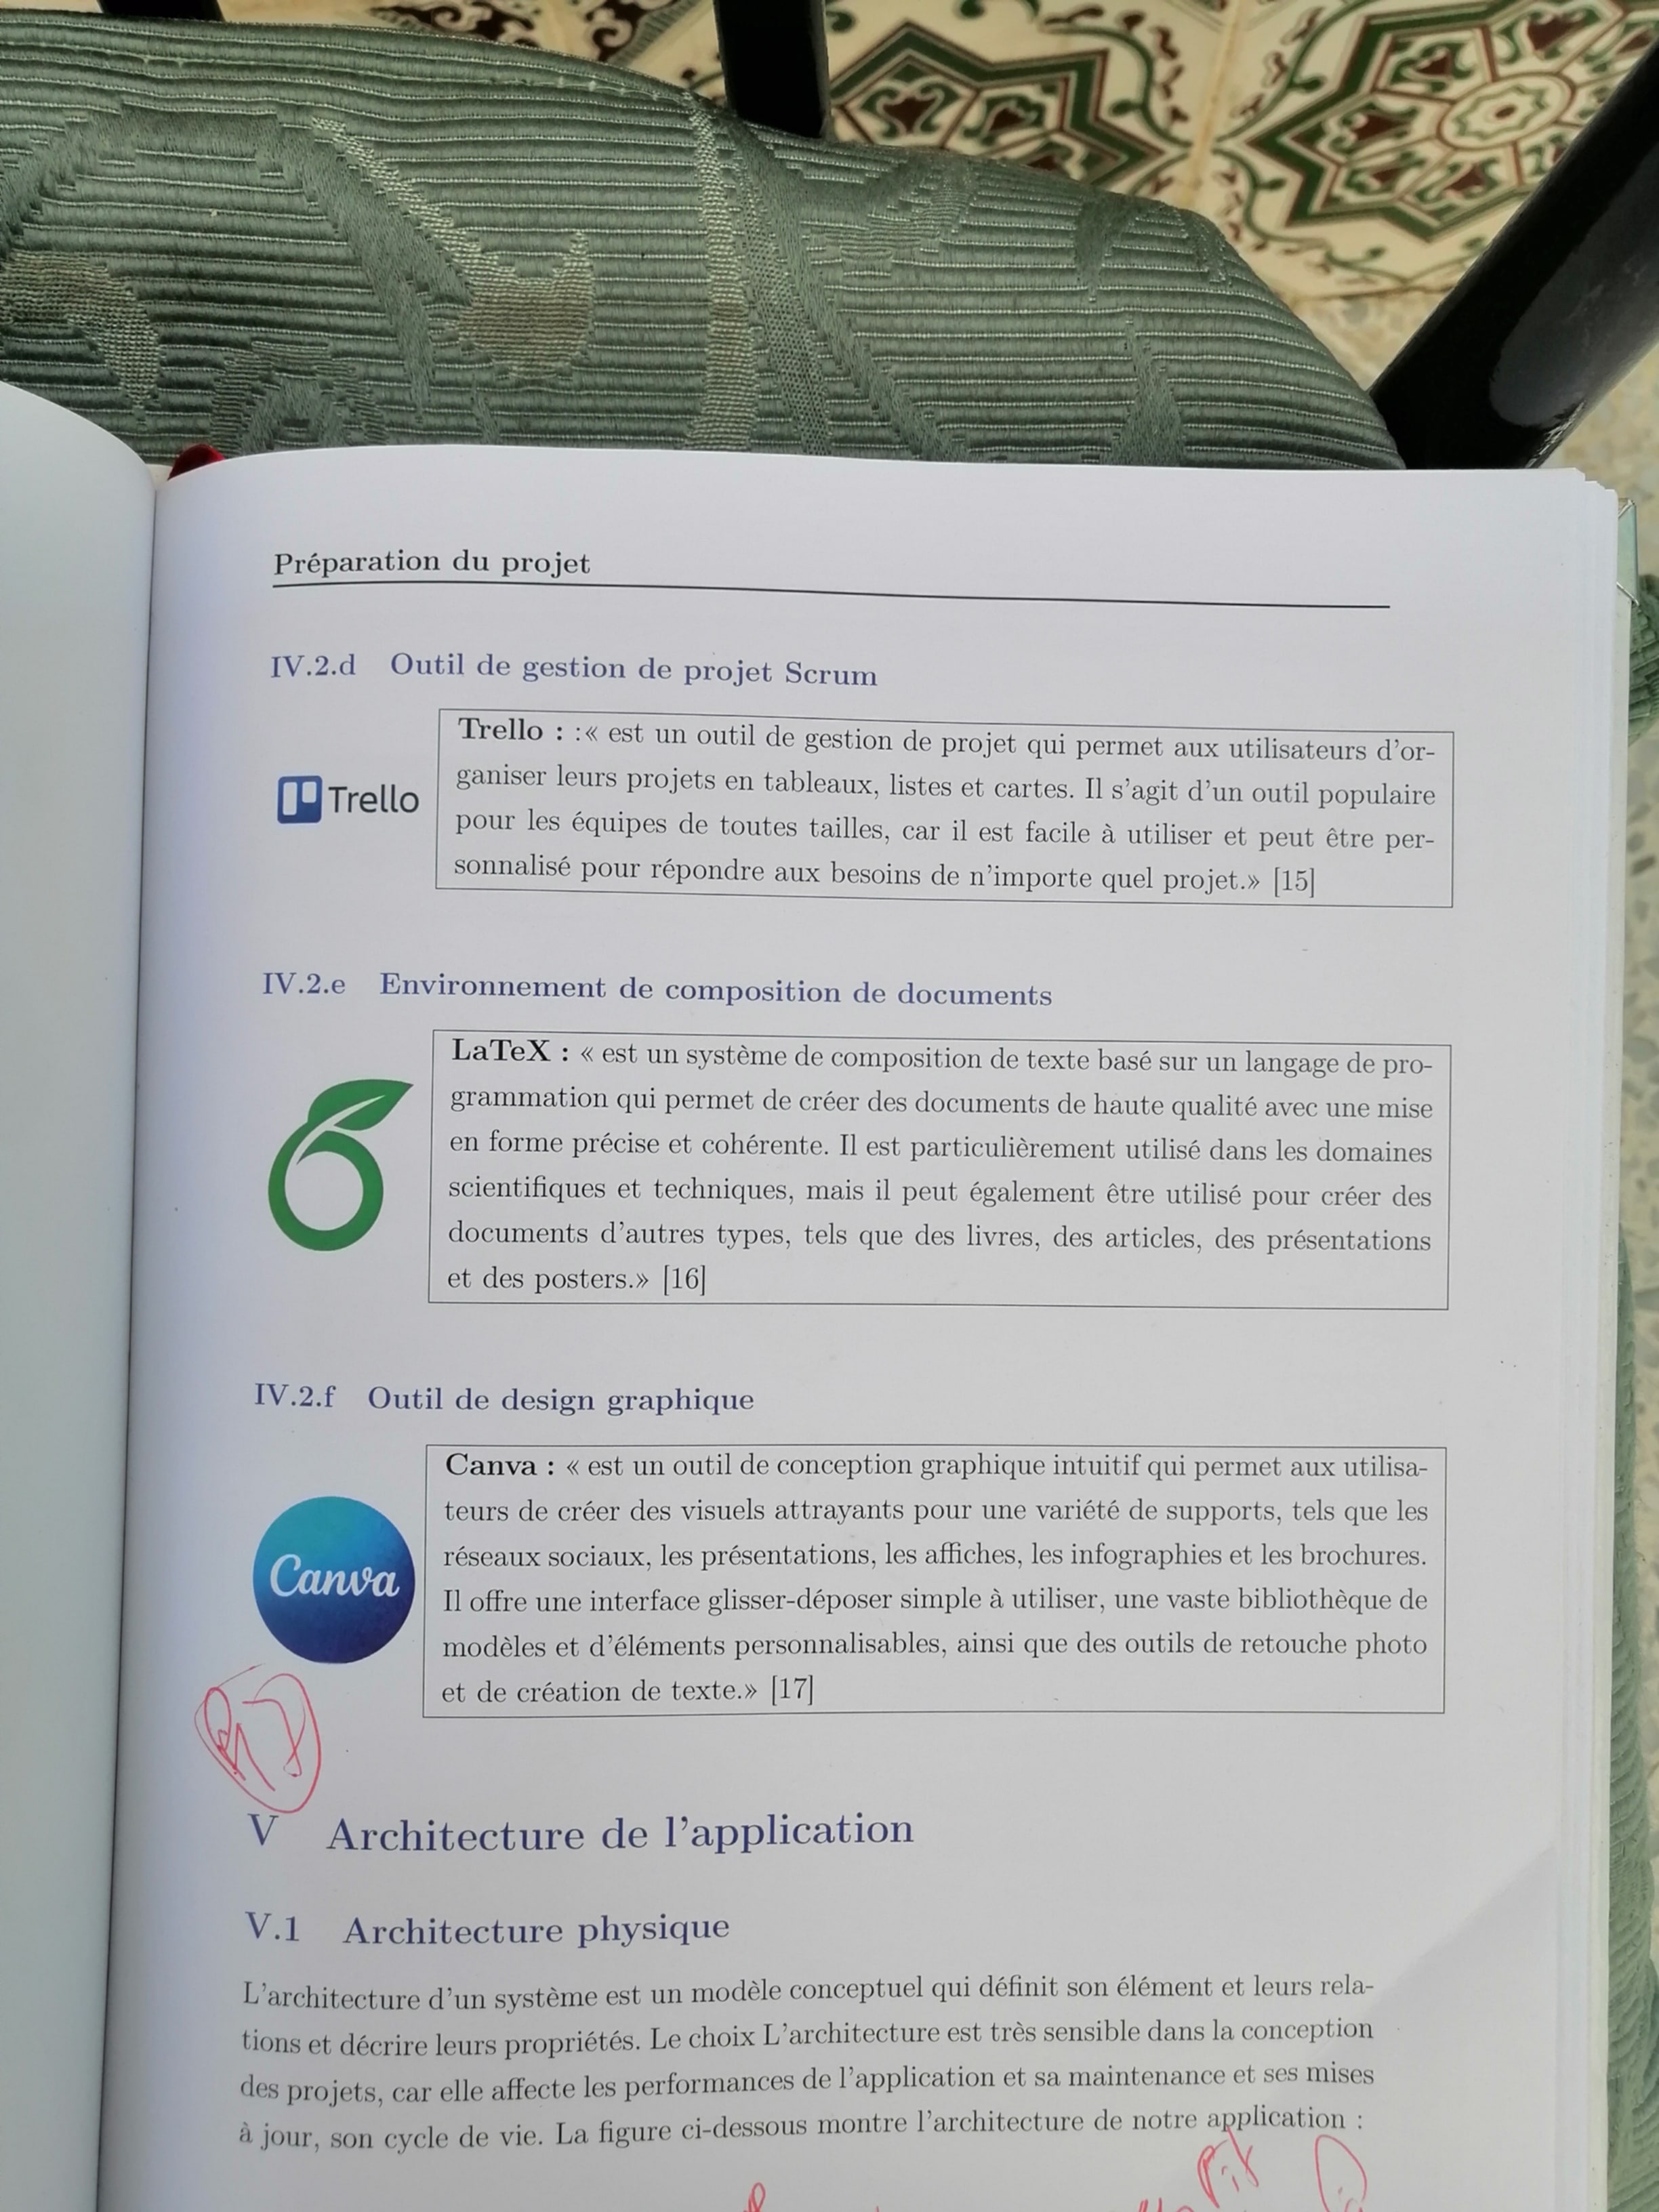 Préparation du projet
IV.2.d Outil de gestion de projet Scrum
Trello : :« est un outil de gestion de projet qui permet aux utilisateurs d'or-
ganiser leurs projets en tableaux, listes et cartes. Il s'agit d'un outil populaire
pour les équipes de toutes tailles, car il est facile à utiliser et peut être per-
sonnalisé pour répondre aux besoins de n'importe quel projet.» [15]
Trello
IV.2.e Environnement de composition de documents
LaTeX : « est un système de composition de texte basé sur un langage de pro-
grammation qui permet de créer des documents de haute qualité avec une mise
en forme précise et cohérente. Il est particulièrement utilisé dans les domaines
scientifiques et techniques, mais il peut également être utilisé pour créer des
documents d'autres types, tels que des livres, des articles, des présentations
et des posters.» [16]
IV.2.f Outil de design graphique
Canva : « est un outil de conception graphique intuitif qui permet aux utilisa-
teurs de créer des visuels attrayants pour une variété de supports, tels que les
réseaux sociaux, les présentations, les affiches, les infographies et les brochures.
Il offre une interface glisser-déposer simple à utiliser, une vaste bibliothèque de
modèles et d'éléments personnalisables, ainsi que des outils de retouche photo
et de création de texte.» [17]
Canva
V Architecture de l'application
V.1 Architecture physique
L'architecture d'un système est un modèle conceptuel qui définit son élément et leurs rela-
tions et décrire leurs propriétés. Le choix L'architecture est très sensible dans la conception
des projets, car elle affecte les performances de l'application et sa maintenance et ses mises
à jour, son cycle de vie. La figure ci-dessous montre l'architecture de notre application :